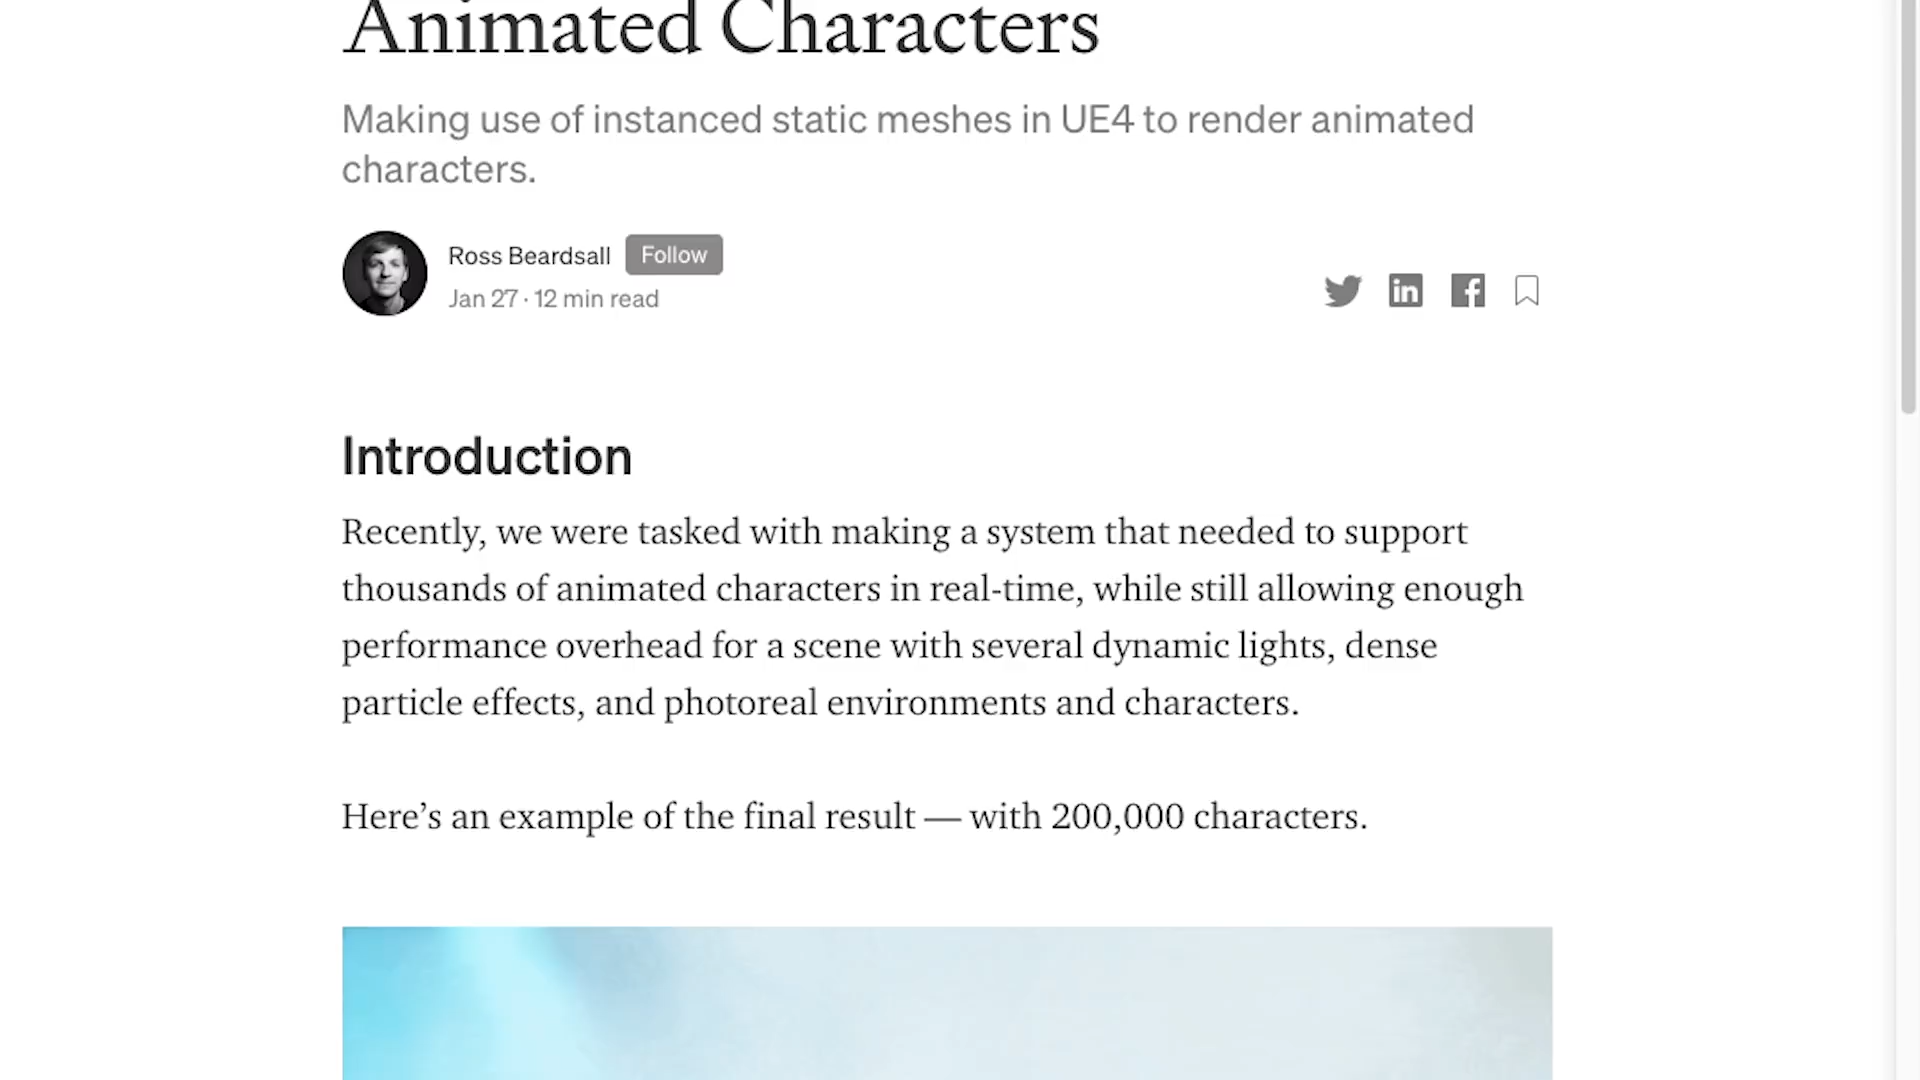 Animated Characters
Making use of instanced static meshes in UE4 to render animated
characters.
Ross Beardsall Follow
Jan 27 · 12 min read
Introduction
Recently, we were tasked with making a system that needed to support
thousands of animated characters in real-time, while still allowing enough
performance overhead for a scene with several dynamic lights, dense
particle effects, and photoreal environments and characters.
Here’s an example of the final result — with 200,000 characters.